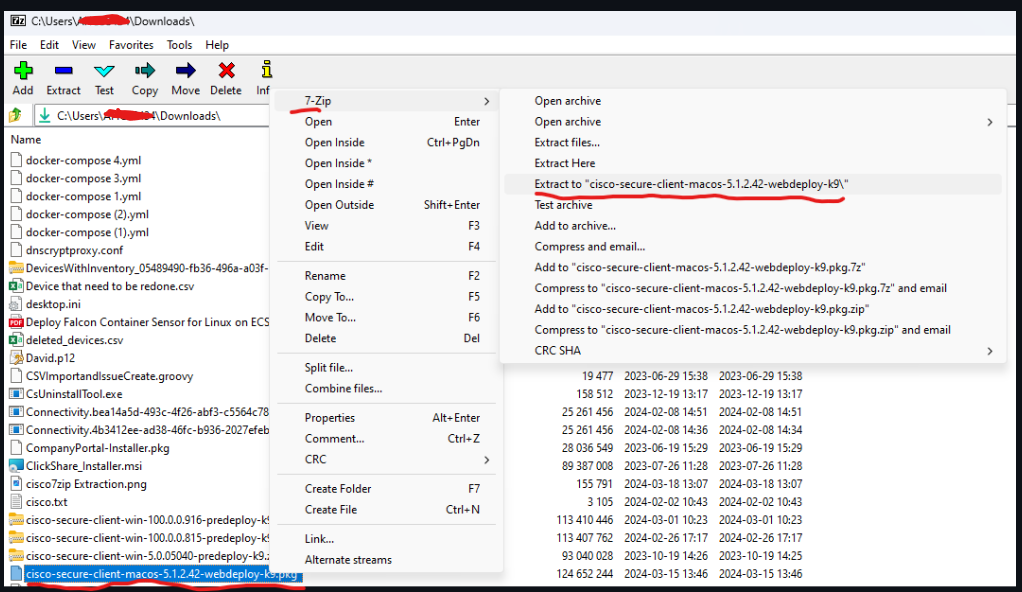 C:\Users\ \Downloads\
File Edit View Favorites Tools Help
Add Extract Test Copy Move Delete Inf
C:\Users\ \Downloads\
Name
docker-compose 4.yml
docker-compose 3.yml
docker-compose 1.yml
docker-compose (2).yml
docker-compose (1).yml
dnscryptproxy.conf
DevicesWithInventory_05489490-fb36-496a-a03f-
Device that need to be redone.csv
desktop.ini
Deploy Falcon Container Sensor for Linux on ECS
deleted_devices.csv
David.p12
CSVImportandIssueCreate.groovy
CsUninstallTool.exe
Connectivity.bea14a5d-493c-4f26-abf3-c5564c78
Connectivity.4b3412ee-ad38-46fc-b936-2027efeb
CompanyPortal-Installer.pkg
ClickShare_Installer.msi
cisco7zip Extraction.png
cisco.txt
cisco-secure-client-win-100.0.0.916-predeploy-k9
cisco-secure-client-win-100.0.0.815-predeploy-k9
cisco-secure-client-win-5.0.05040-predeploy-k9.z
cisco-secure-client-macos-5.1.2.42-webdeploy-k9.pkg
7-Zip
Open Enter
Open Inside Ctrl+PgDn
Open Inside *
Open Inside #
Open Outside Shift+Enter
View F3
Edit F4
Rename F2
Copy To... F5
Move To... F6
Delete Del
Split file...
Combine files...
Properties Alt+Enter
Comment... Ctrl+Z
CRC
Create Folder F7
Create File Ctrl+N
Link...
Alternate streams
Open archive
Open archive
Extract files...
Extract Here
Extract to "cisco-secure-client-macos-5.1.2.42-webdeploy-k9\"
Test archive
Add to archive...
Compress and email...
Add to "cisco-secure-client-macos-5.1.2.42-webdeploy-k9.pkg.7z"
Compress to "cisco-secure-client-macos-5.1.2.42-webdeploy-k9.pkg.7z" and email
Add to "cisco-secure-client-macos-5.1.2.42-webdeploy-k9.pkg.zip"
Compress to "cisco-secure-client-macos-5.1.2.42-webdeploy-k9.pkg.zip" and email
CRC SHA
19 477 2023-06-29 15:38 2023-06-29 15:38
158 512 2023-12-19 13:17 2023-12-19 13:17
25 261 456 2024-02-08 14:51 2024-02-08 14:51
25 261 456 2024-02-08 14:36 2024-02-08 14:34
28 036 549 2023-06-19 15:29 2023-06-19 15:29
89 387 008 2023-07-26 11:28 2023-07-26 11:28
155 791 2024-03-18 13:07 2024-03-18 13:07
3 105 2024-02-02 10:43 2024-02-02 10:43
113 410 446 2024-03-01 10:23 2024-03-01 10:23
113 407 762 2024-02-26 17:17 2024-02-26 17:17
93 040 028 2023-10-19 14:26 2023-10-19 14:25
124 652 244 2024-03-15 13:46 2024-03-15 13:46